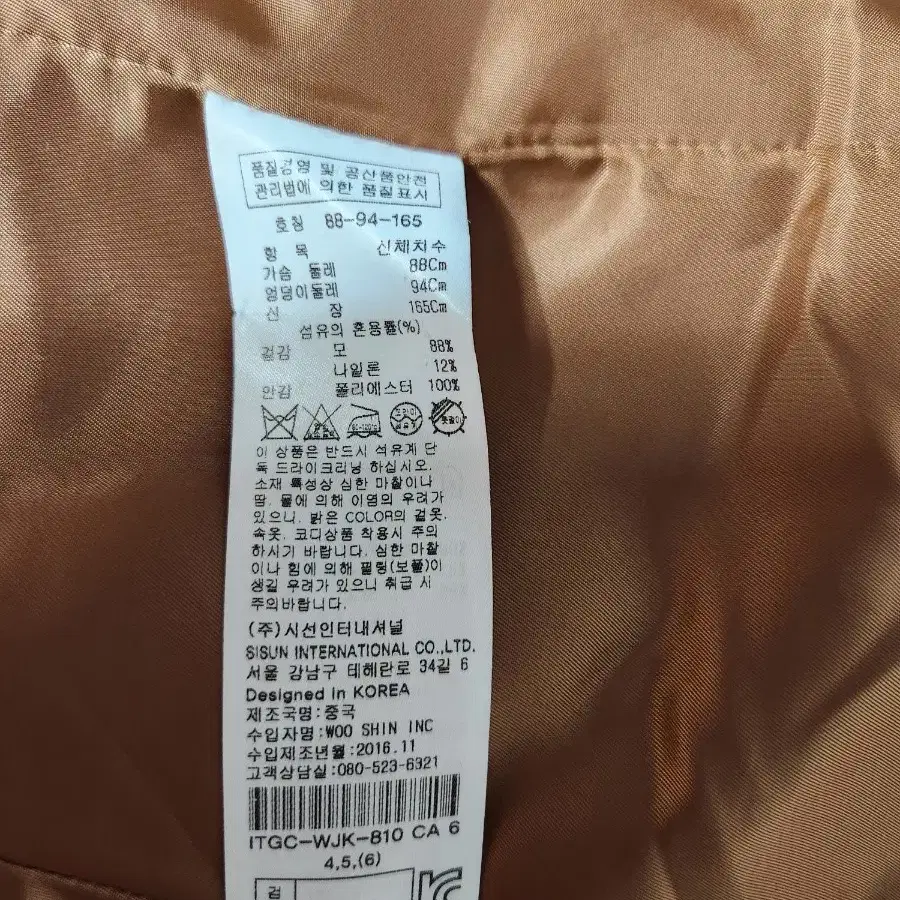 품질경영 및 공산품안전
관리법에 의한 품질표시
호칭 88-94-165
항 목 신체치수
가슴 둘레 88Cm
엉덩이둘레 94Cm
신 장 165Cm
섬유의 혼용률(%)
겉감 모 88%
나일론 12%
안감 폴리에스터 100%
이 상품은 반드시 석유계 단
독 드라이크리닝 하십시오.
소재 특성상 심한 마찰이나
땀, 물에 의해 이염의 우려가
있으니, 밝은 COLOR의 겉옷,
속옷, 코디상품 착용시 주의
하시기 바랍니다. 심한 마찰
이나 힘에 의해 필링(보풀)이
생길 우려가 있으니 취급 시
주의바랍니다.
(주)시선인터내셔널
SISUN INTERNATIONAL CO.,LTD.
서울 강남구 테헤란로 34길 6
Designed in KOREA
제조국명:중국
수입자명:WOO SHIN INC
수입제조년월:2016.11
고객상담실:080-523-6321
ITGC-WJK-810 CA 6
4,5,(6)
검